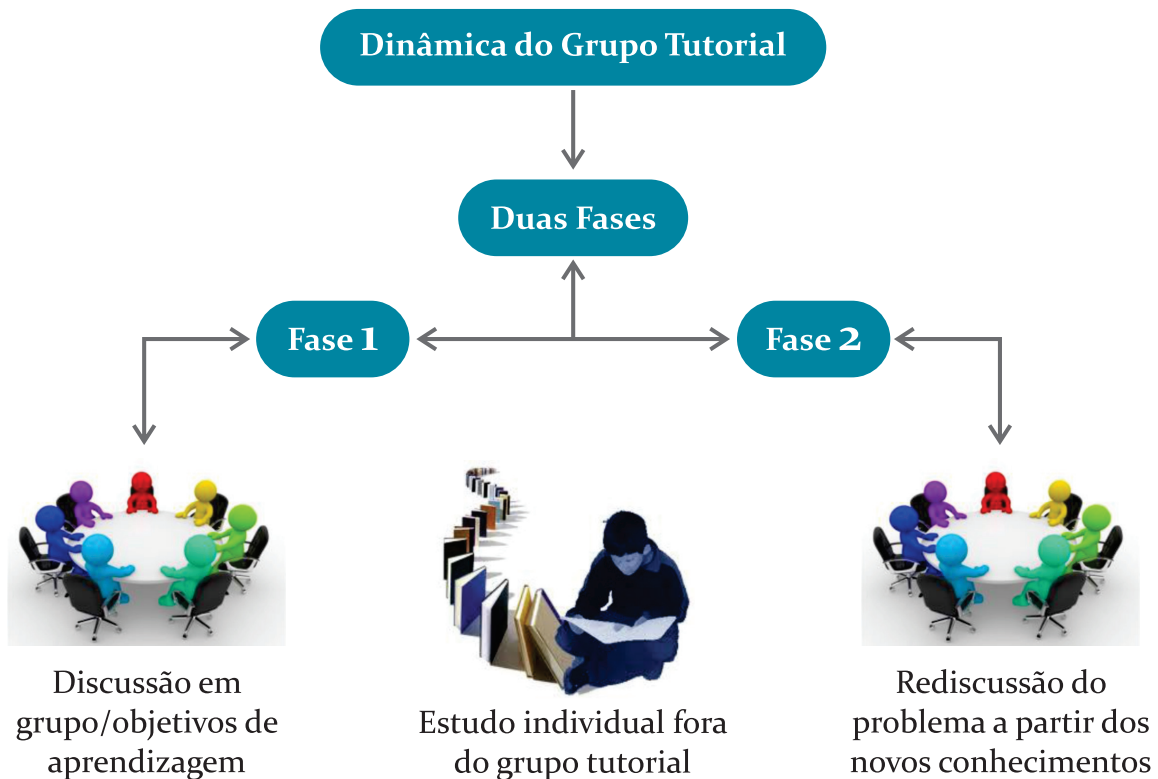 Dinâmica do Grupo Tutorial
Duas Fases
Fase 1
Fase 2
Discussão em
grupo/objetivos de
aprendizagem
Estudo individual fora
do grupo tutorial
Rediscussão do
problema a partir dos
novos conhecimentos